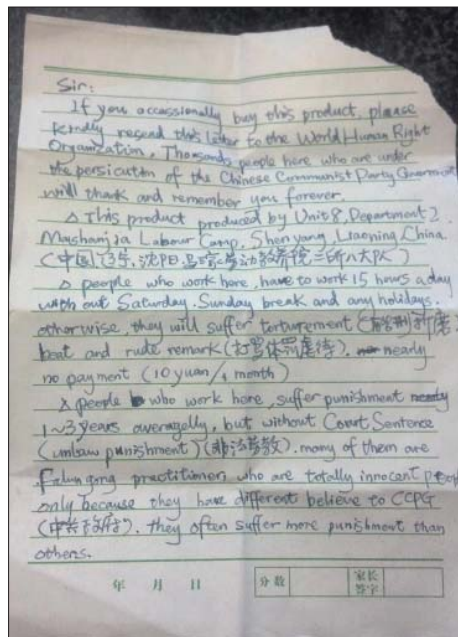 Sir:
If you occassionally buy this product, please
kindly resend this letter to the World Human Right
Organization. Thousands people here who are under
the persicution of the Chinese Communist Party Government
will thank and remember you forever.
△ This product produced by Unit 8, Department 2,
Mashanjia Labour Camp, Shen yang, Liaoning, China.
(中国, 辽宁, 沈阳, 马三家劳动教养院二所八大队)
△ people who work here, have to work 15 hours a day
with out Saturday, Sunday break and any holidays,
otherwise, they will suffer torturement ( ) 折磨
beat and rude remark (打骂体罚虐待). nearly
no payment (10 yuan/1 month)
△ people who work here, suffer punishment
1~3 years averagelly, but without Court Sentence
(unlaw punishment) (非法劳教). many of them are
Falun gong practitioner, who are totally innocent people
only because they have different believe to CCPG
(中共政府). they often suffer more punishment than
others.
年 月 日 分数 家长签字